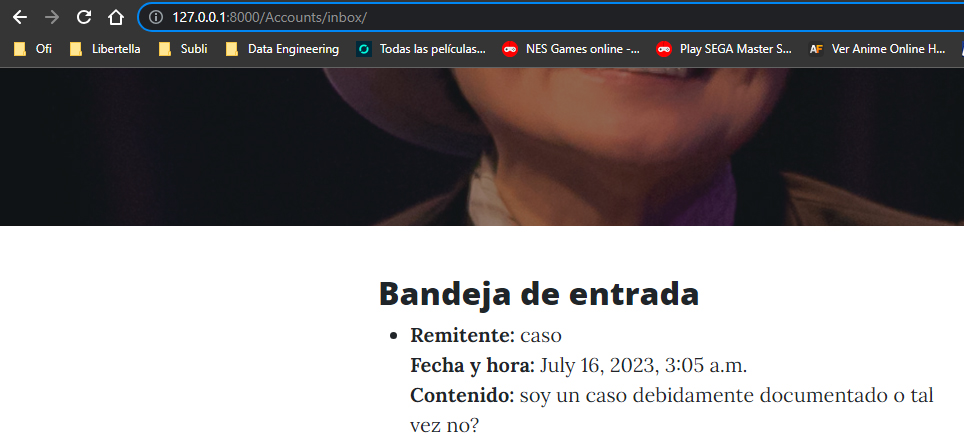 127.0.0.1:8000/Accounts/inbox/
Ofi Libertella Subli Data Engineering Todas las películas... NES Games online -... Play SEGA Master S... AF Ver Anime Online H...
Bandeja de entrada
Remitente: caso
Fecha y hora: July 16, 2023, 3:05 a.m.
Contenido: soy un caso debidamente documentado o tal
vez no?